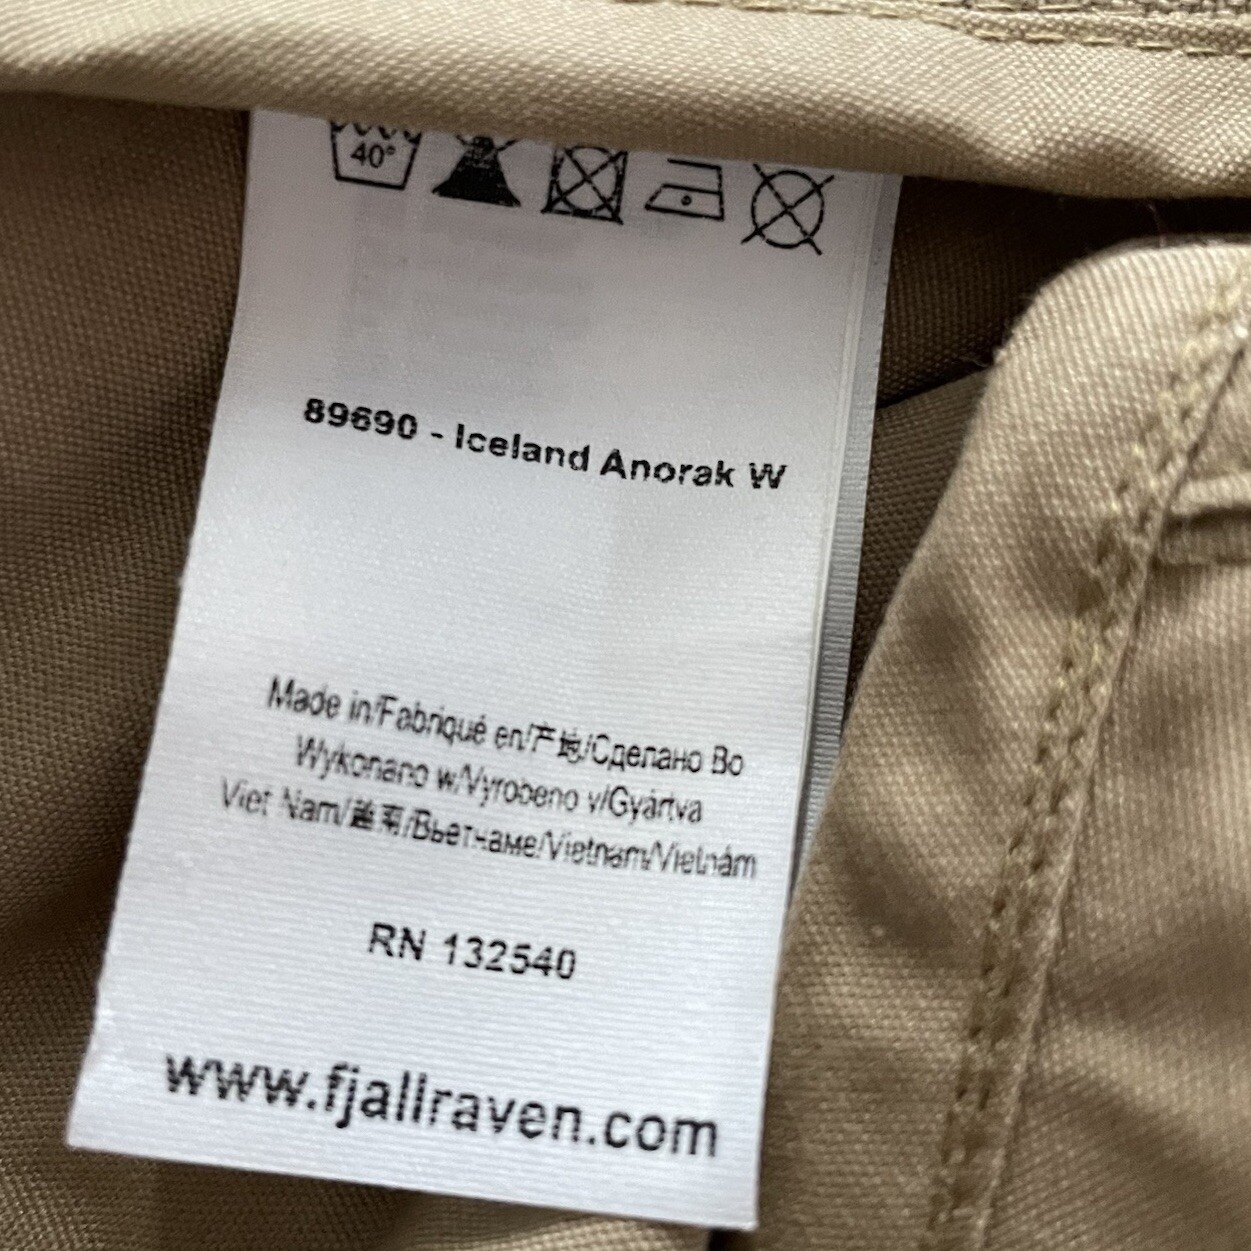 40°
89690 - Iceland Anorak W
Made in/Fabriqué en/产地/Сделано Во
Wykonano w/Vyrobeno v/Gyártva
Viet Nam/越南/Вьетнаме/Vietnam/Vietnám
RN 132540
www.fjallraven.com